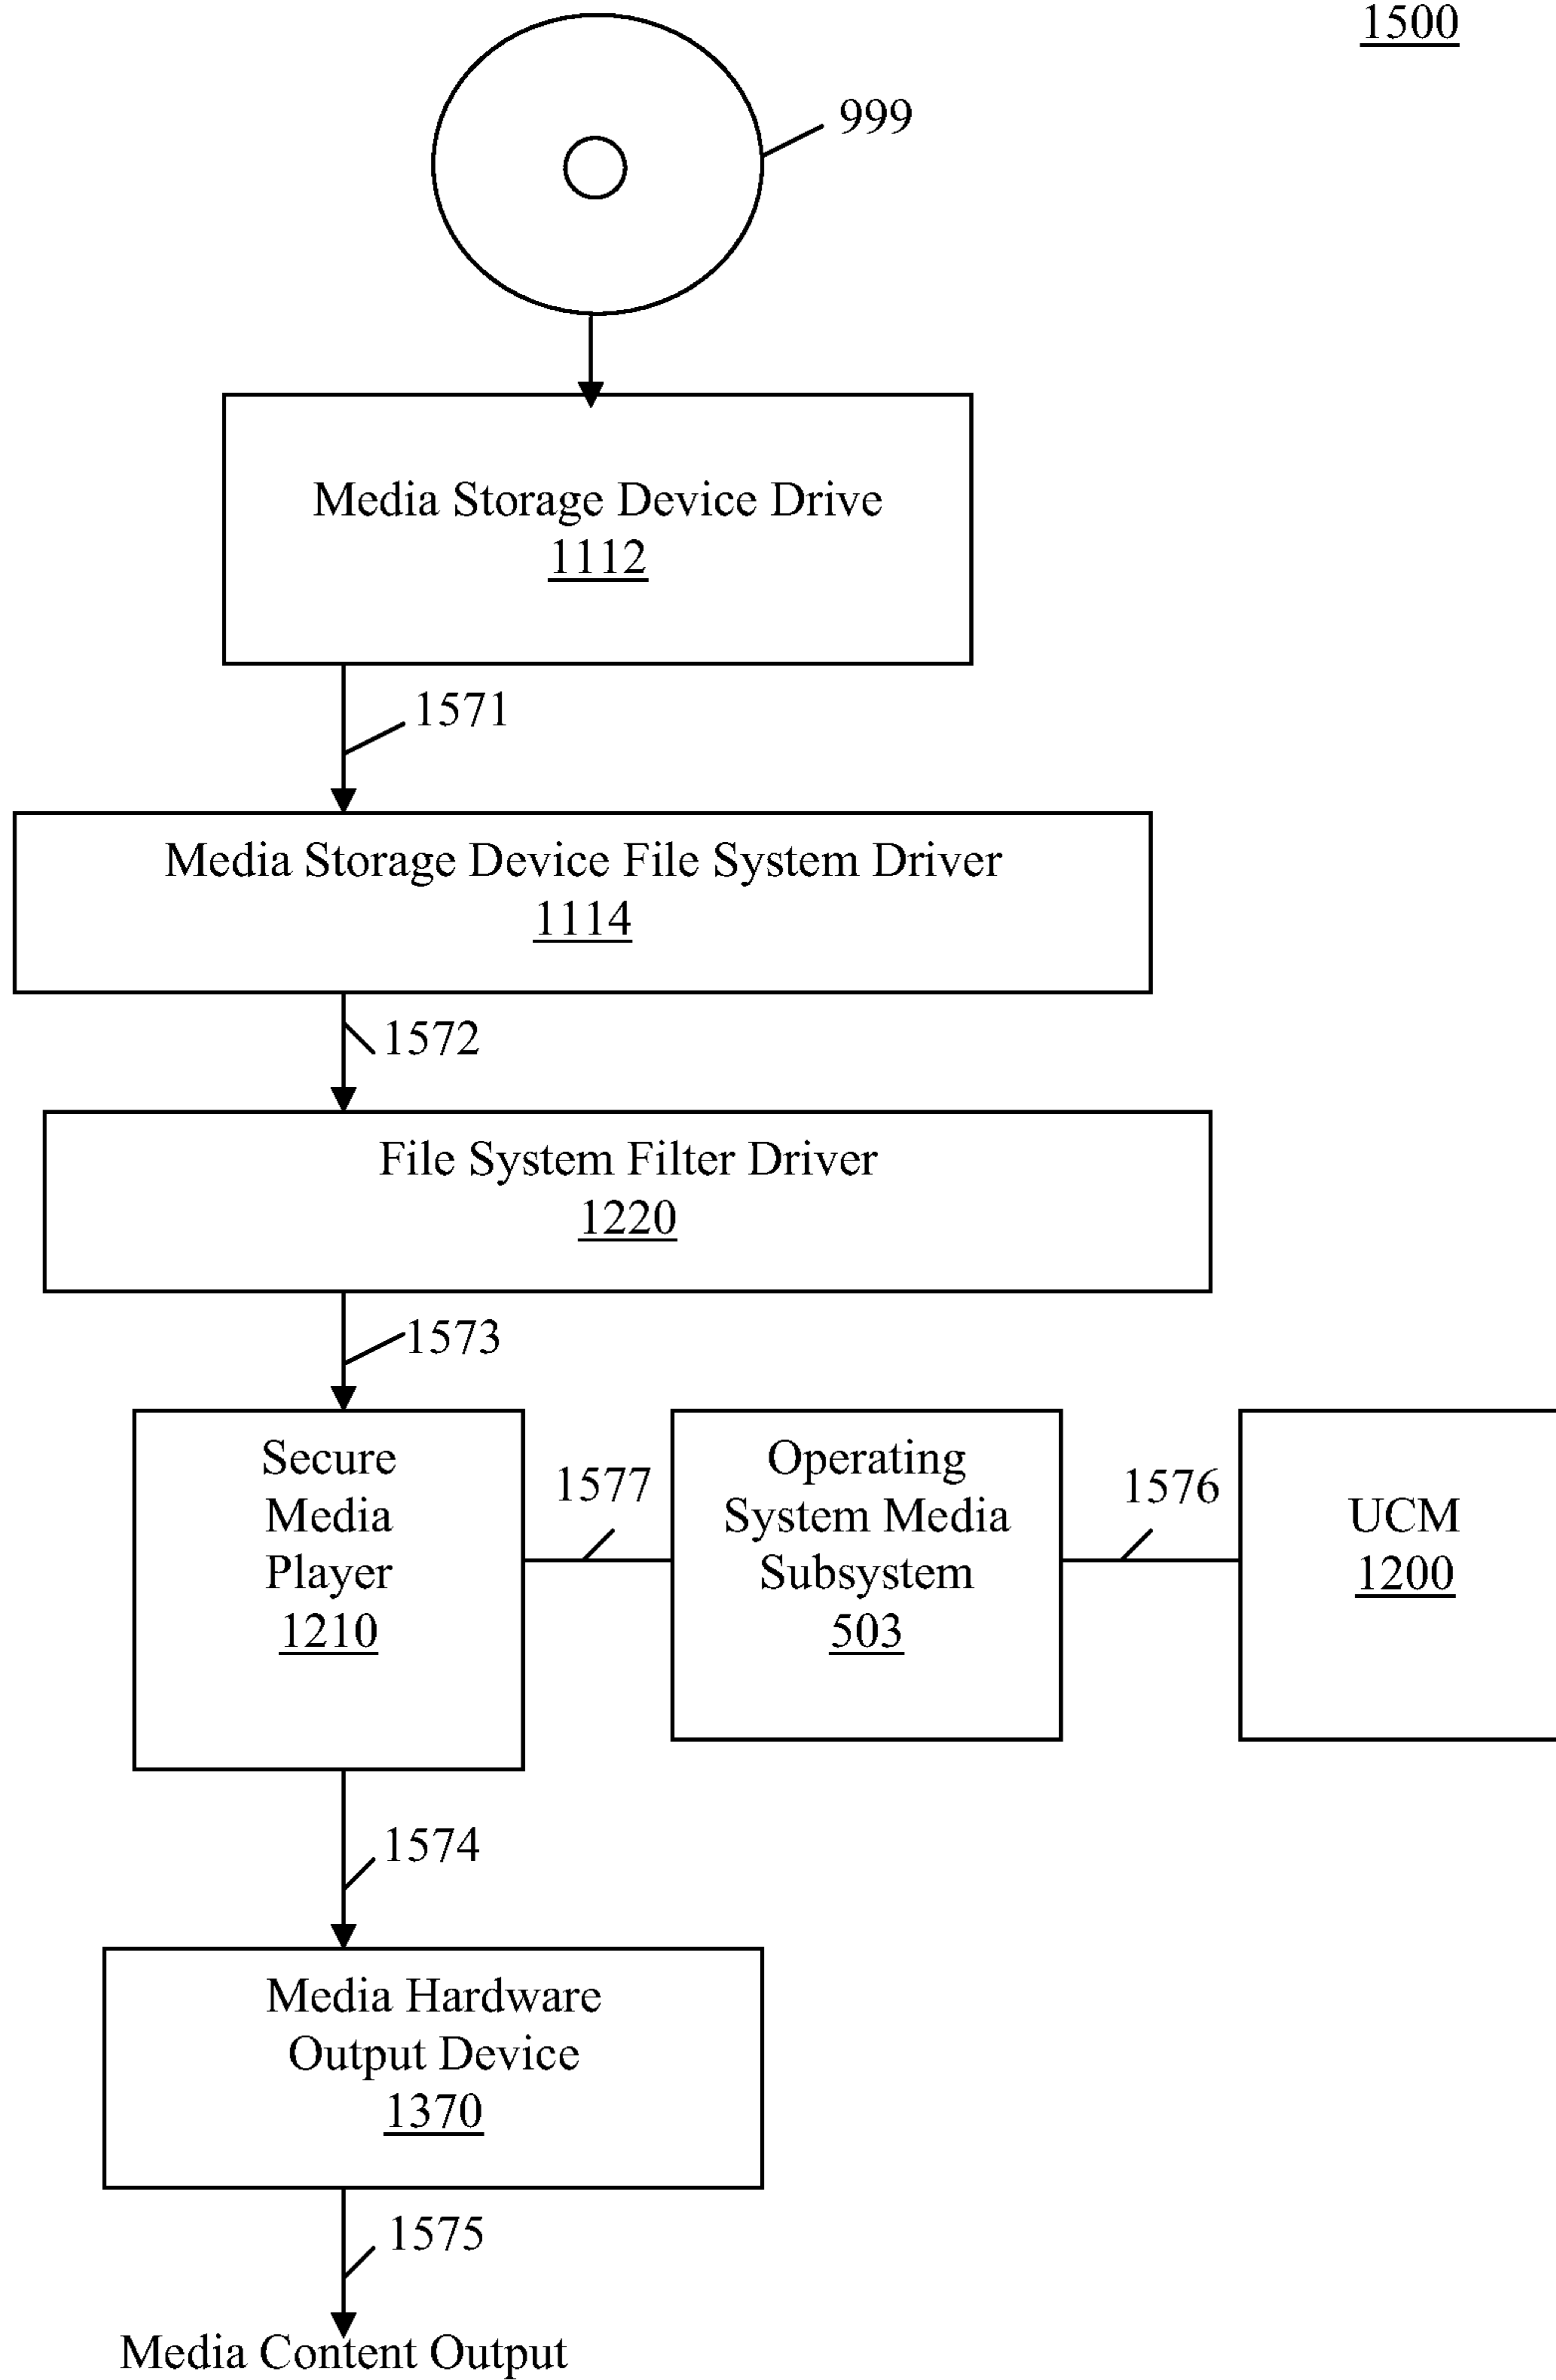 1500
999
Media Storage Device Drive
1112
1571
Media Storage Device File System Driver
1114
1572
File System Filter Driver
1220
1573
Secure
Media
Player
1210
1577
Operating
System Media
Subsystem
503
1576
UCM
1200
1574
Media Hardware
Output Device
1370
1575
Media Content Output